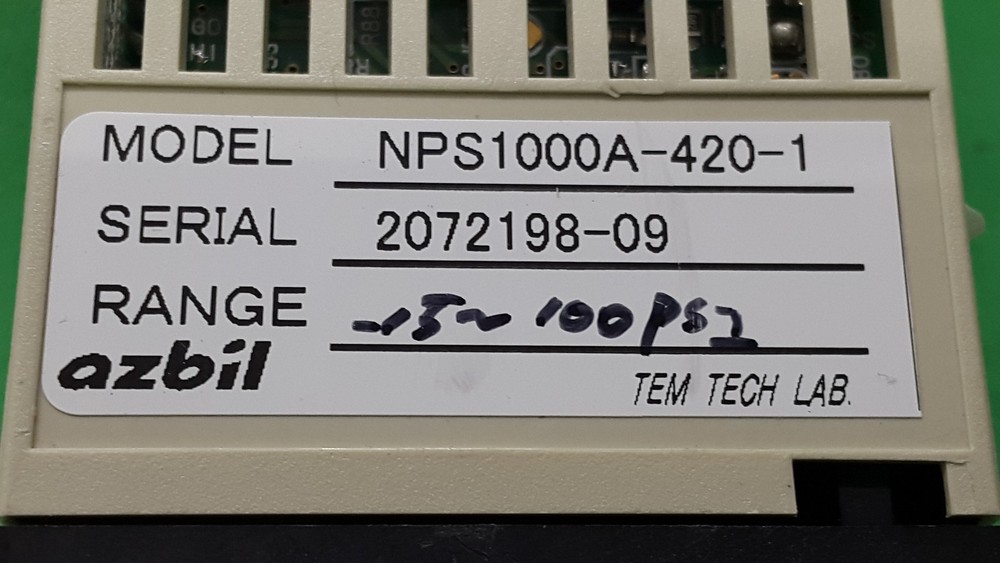 MODEL NPS1000A-420-1
SERIAL 2072198-09
RANGE -15~100psi
azbil TEM TECH LAB.